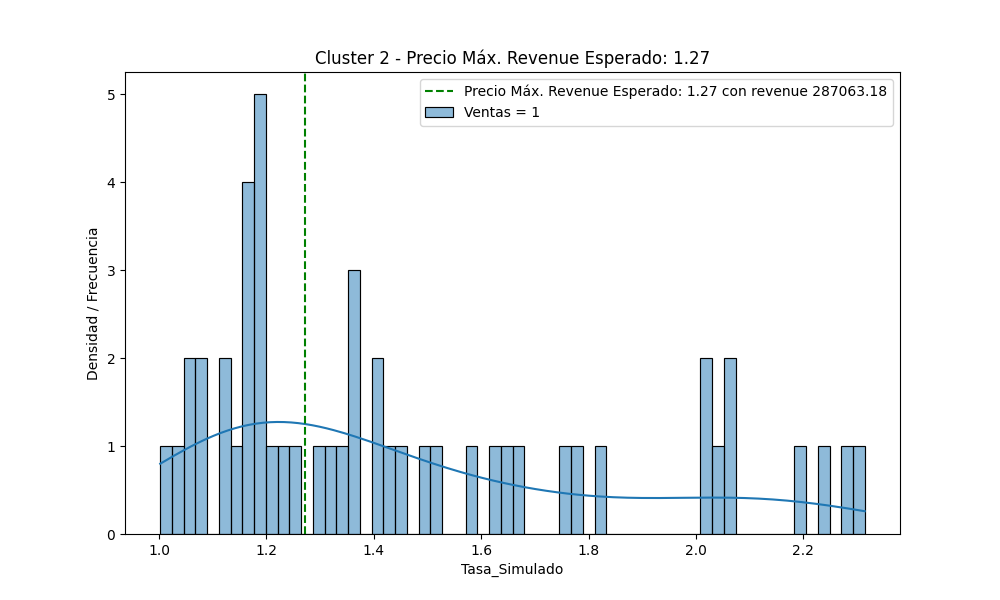 Cluster 2 - Precio Máx. Revenue Esperado: 1.27
Precio Máx. Revenue Esperado: 1.27 con revenue 287063.18
Ventas = 1
Densidad / Frecuencia
5
4
3
2
1
0
1.0 1.2 1.4 1.6 1.8 2.0 2.2
Tasa_Simulado